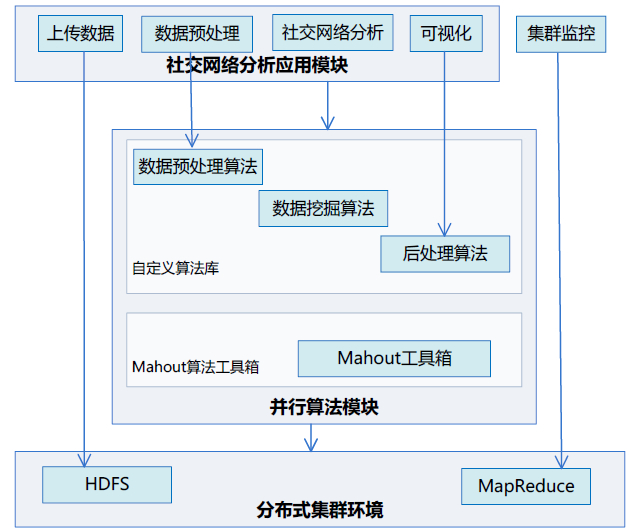 上传数据
数据预处理
社交网络分析
可视化
集群监控
社交网络分析应用模块
数据预处理算法
数据挖掘算法
后处理算法
自定义算法库
Mahout工具箱
Mahout算法工具箱
并行算法模块
HDFS
MapReduce
分布式集群环境